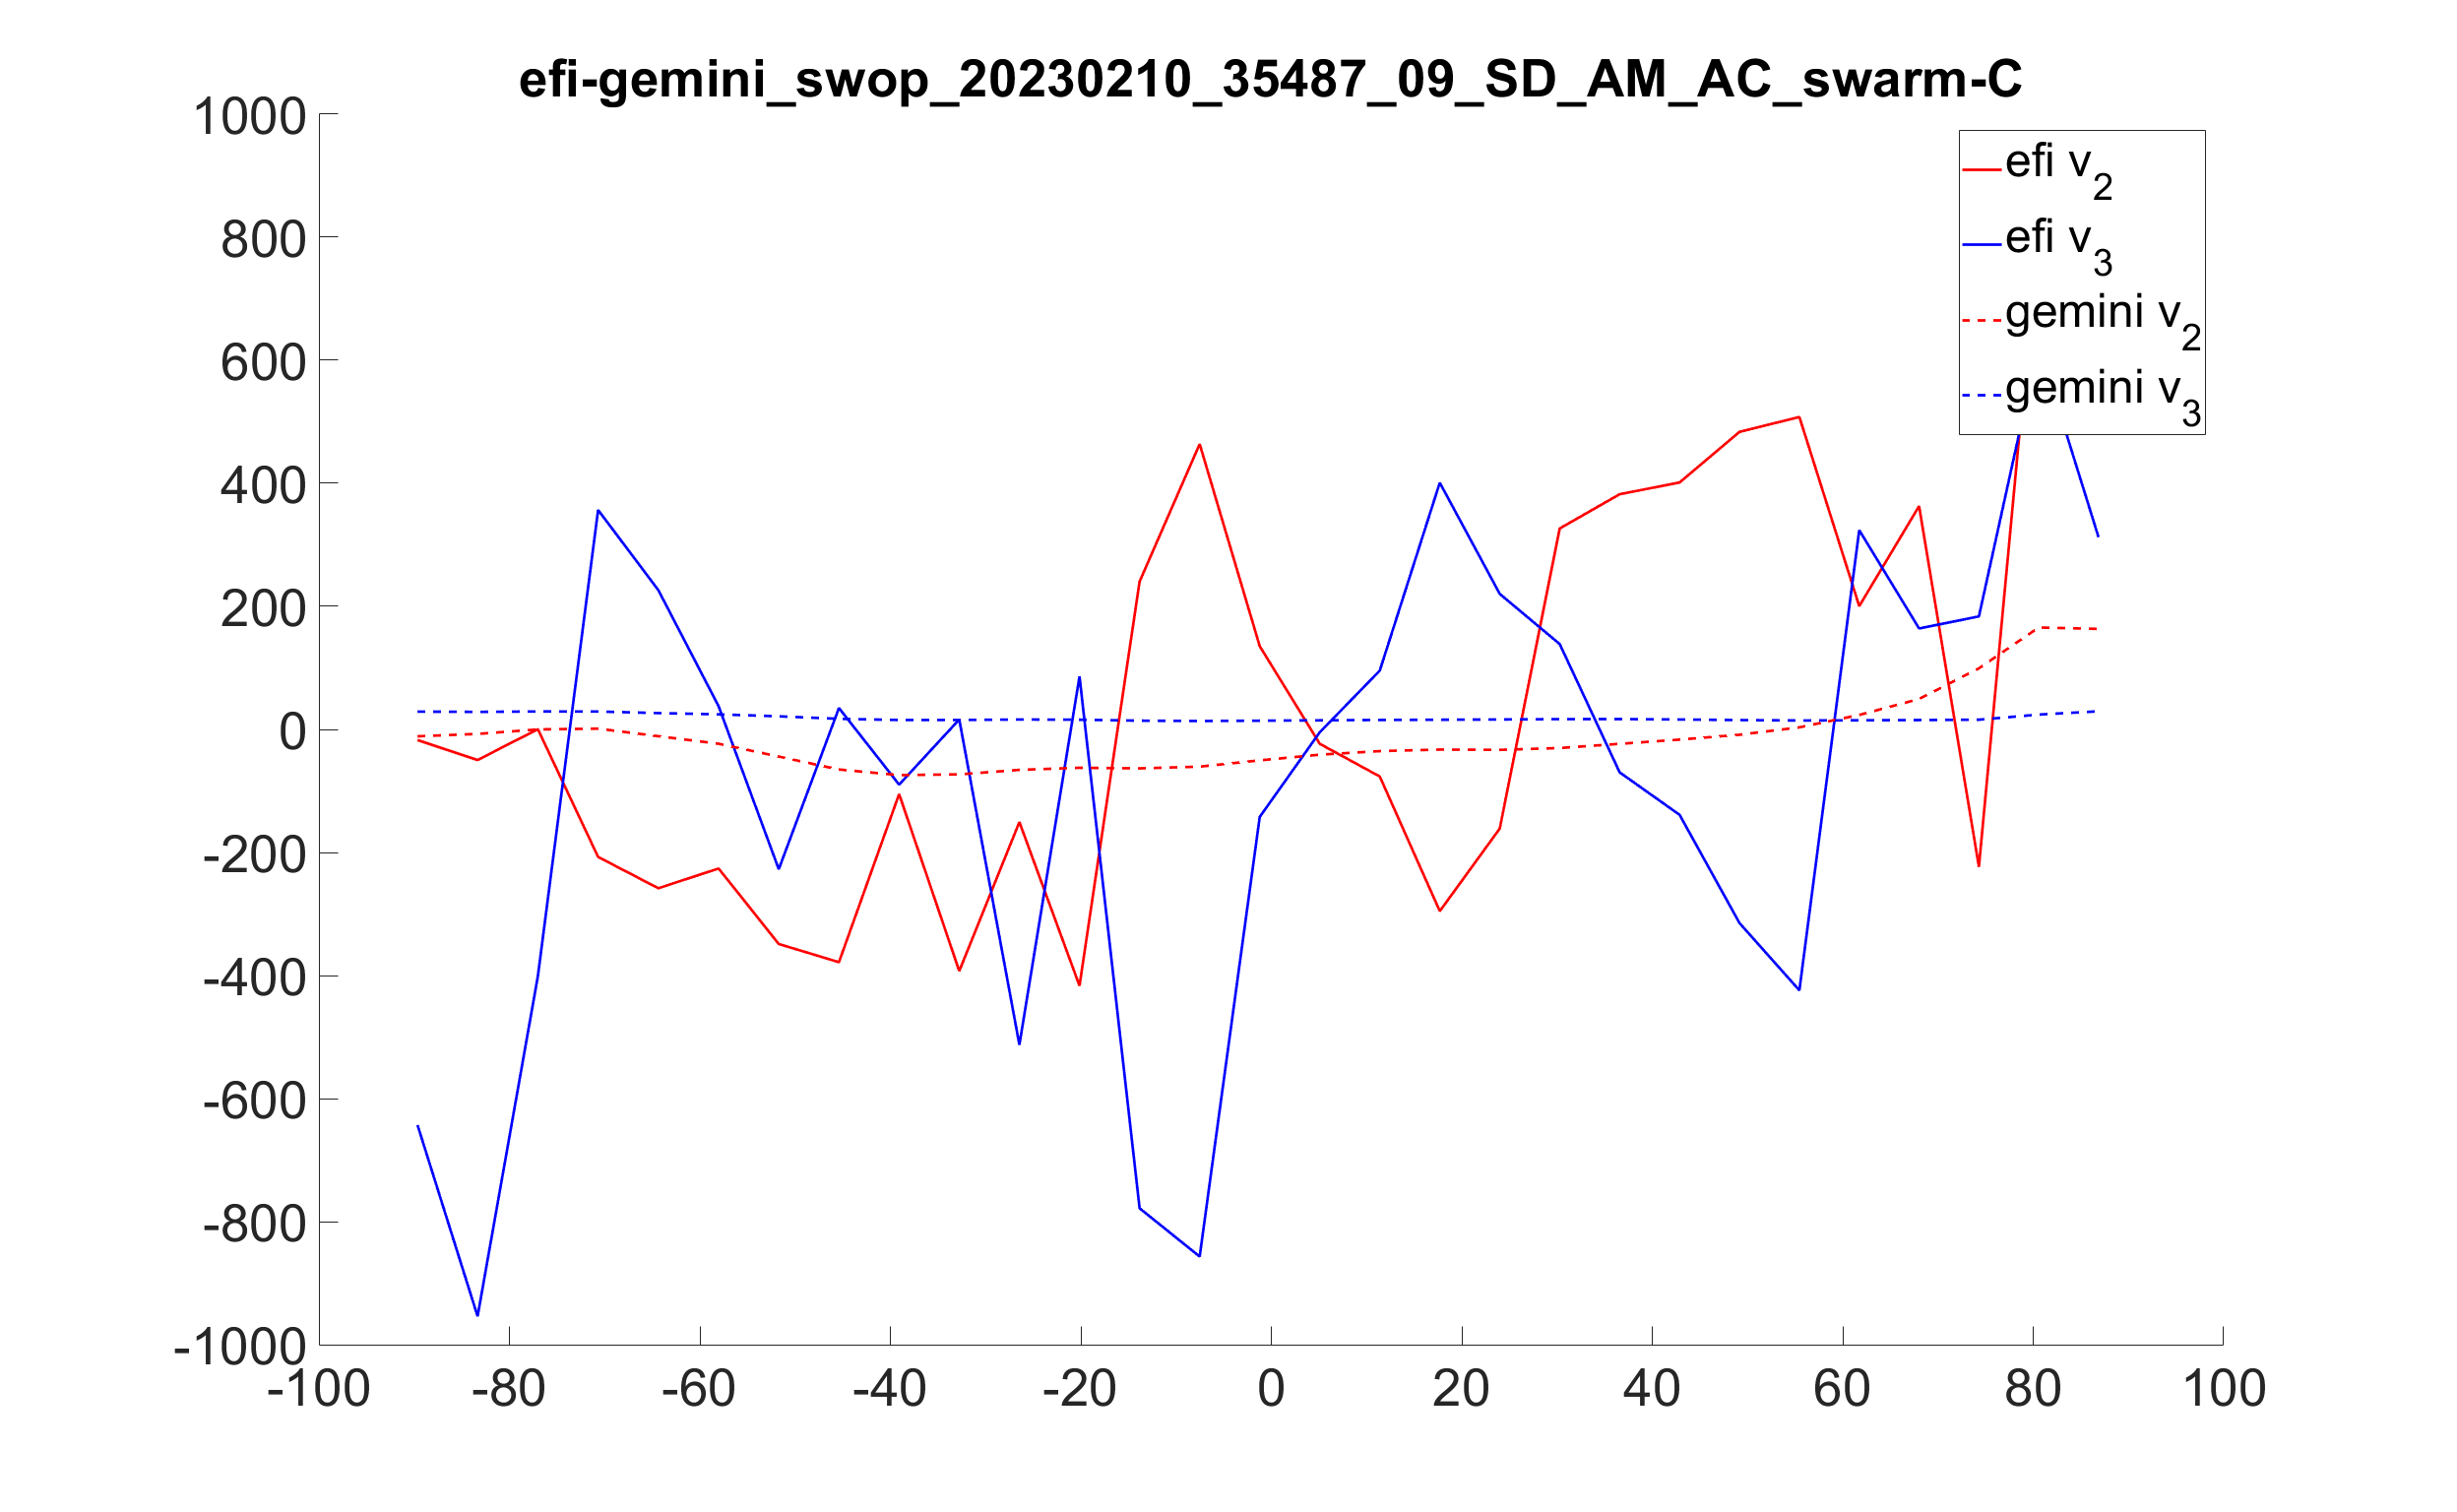 efi-gemini_swop_20230210_35487_09_SD_AM_AC_swarm-C
1000
800
600
400
200
0
-200
-400
-600
-800
-1000
-100 -80 -60 -40 -20 0 20 40 60 80 100
efi v2
efi v3
gemini v2
gemini v3